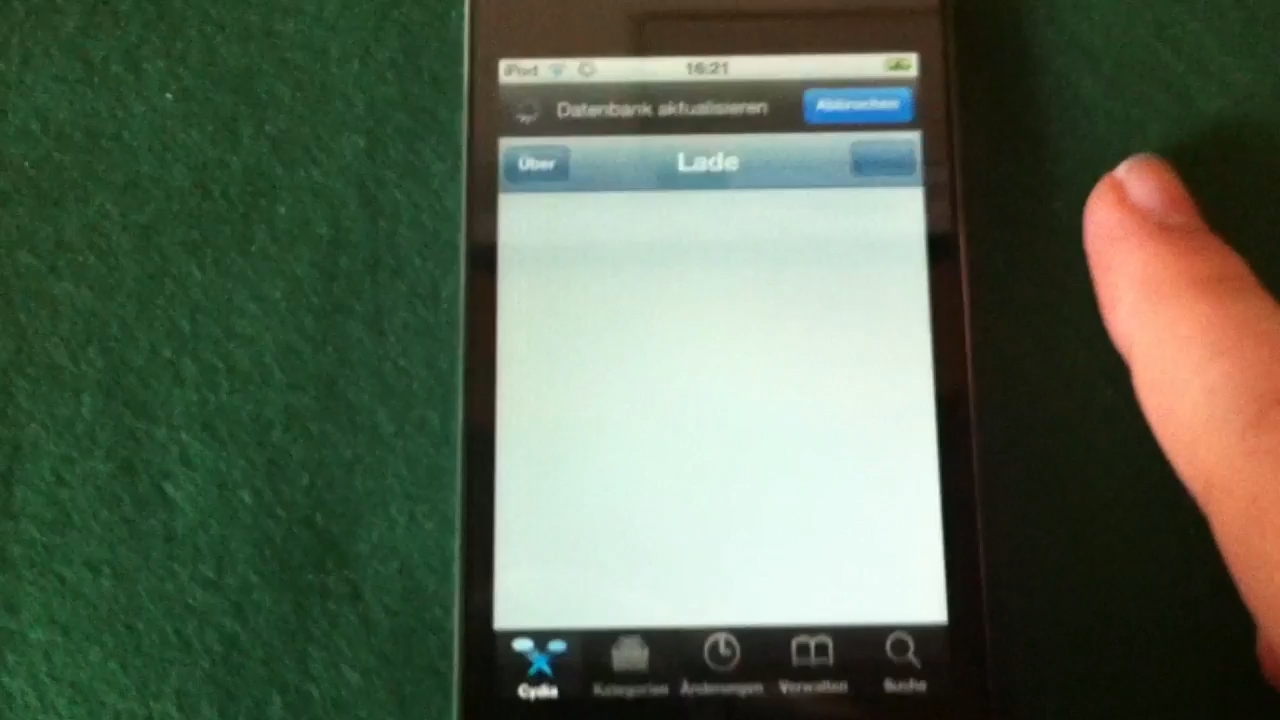 iPod 16:21
Datenbank aktualisieren Abbrechen
Über Lade
Cydia Kategorien Änderungen Verwalten Suche